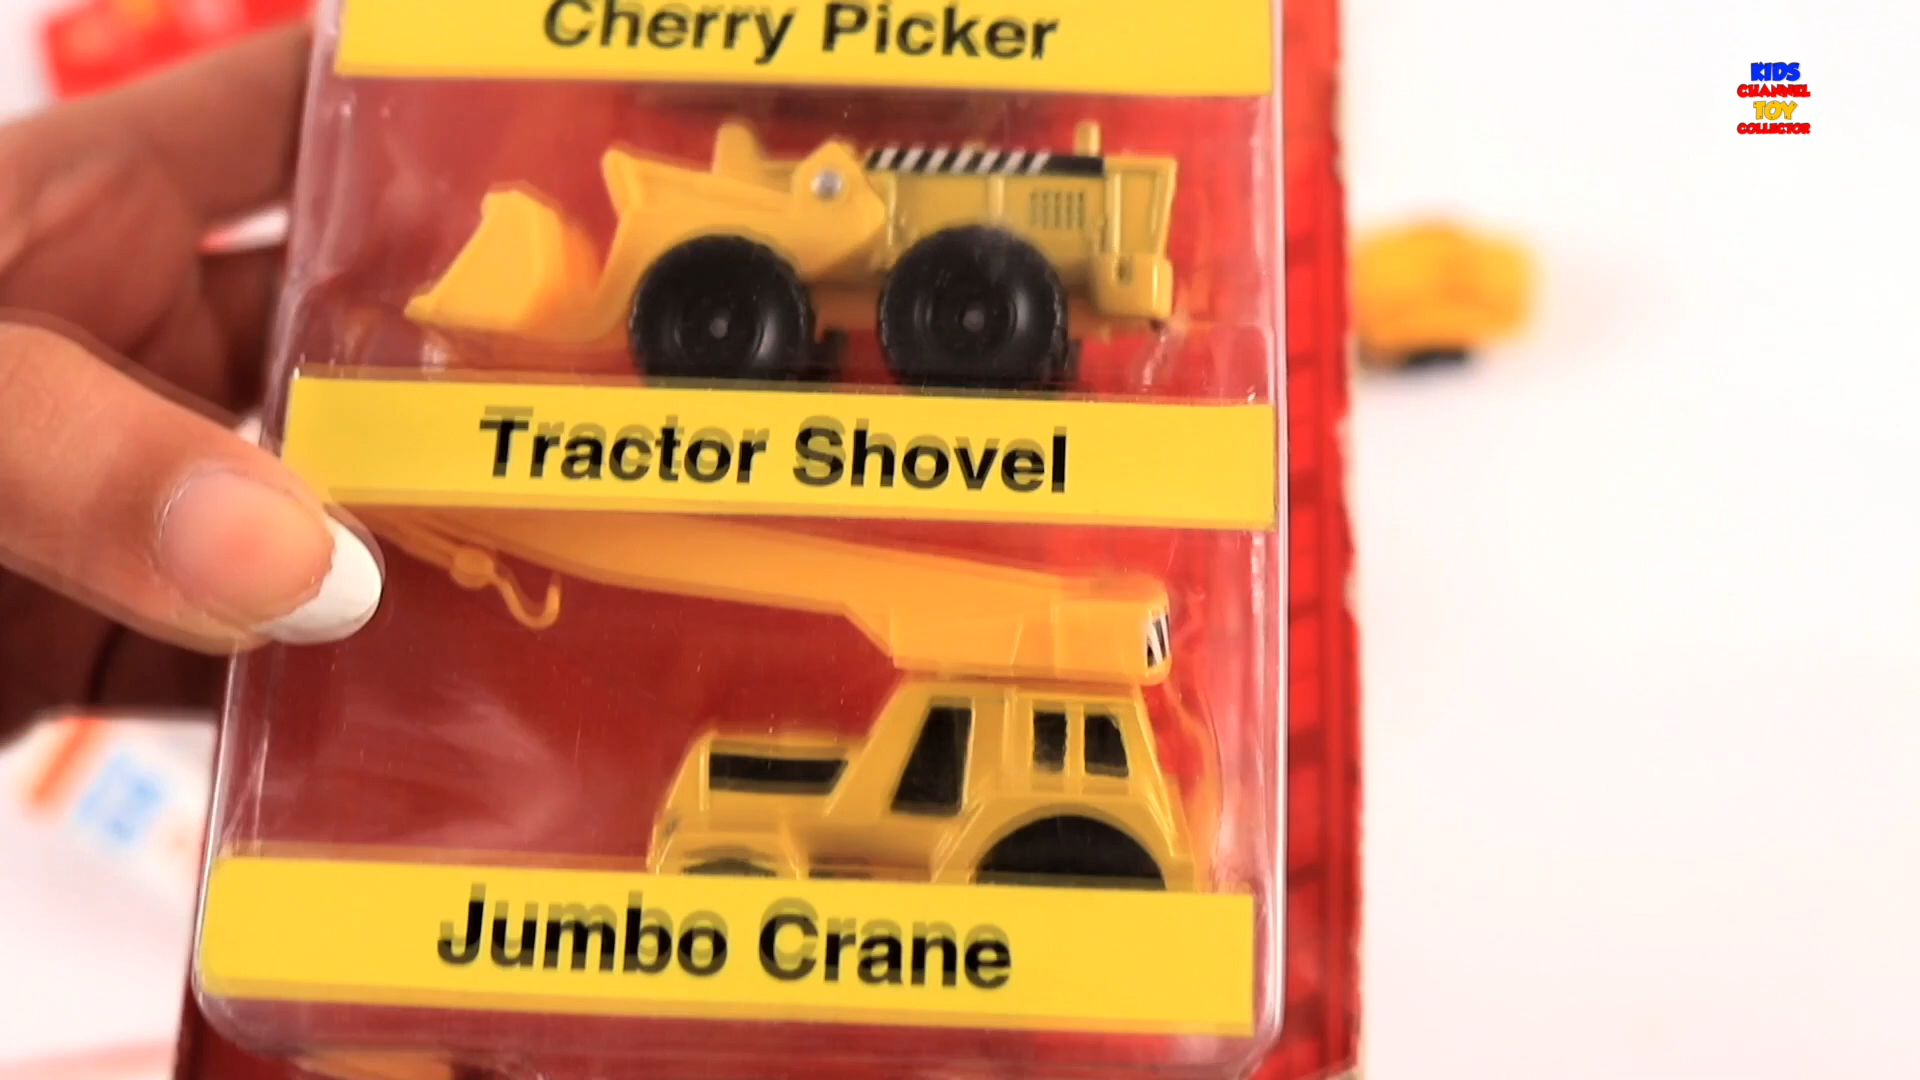 Cherry Picker
KIDS
CHANNEL
TOY
COLLECTOR
Tractor Shovel
Jumbo Crane